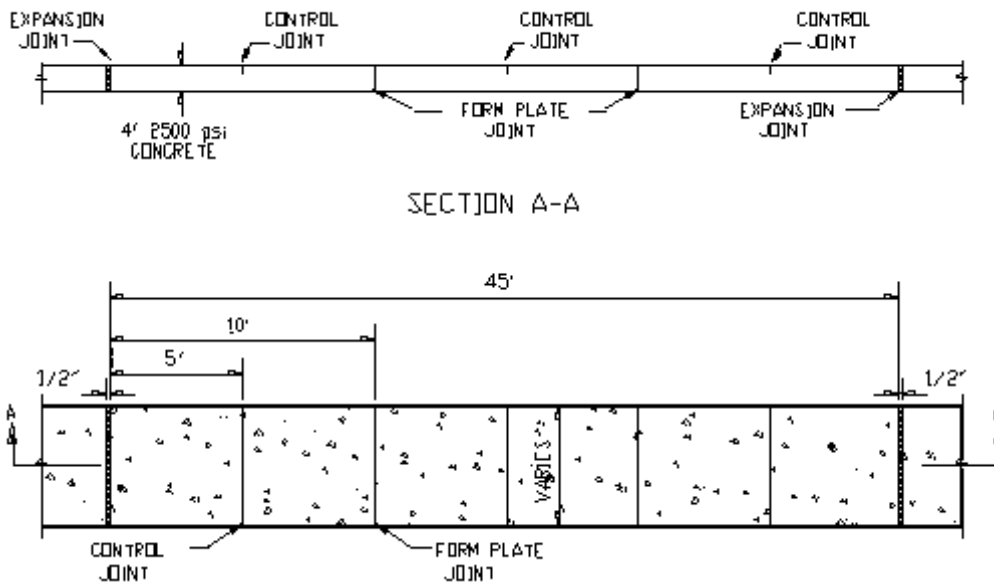 EXPANSION
JOINT
CONTROL
JOINT
CONTROL
JOINT
CONTROL
JOINT
4" 2500 psi
CONCRETE
FORM PLATE
JOINT
EXPANSION
JOINT
SECTION A-A
45'
10'
5'
1/2"
1/2"
A
VARIES
CONTROL
JOINT
FORM PLATE
JOINT